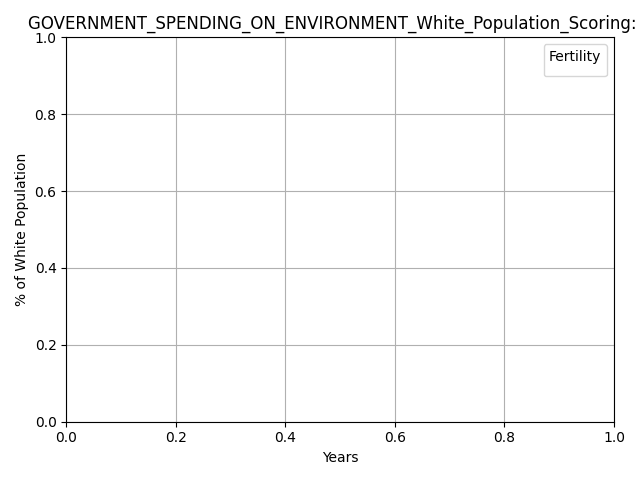 GOVERNMENT_SPENDING_ON_ENVIRONMENT_White_Population_Scoring:
Fertility
1.0
0.8
0.6
0.4
0.2
0.0
% of White Population
0.0 0.2 0.4 0.6 0.8 1.0
Years